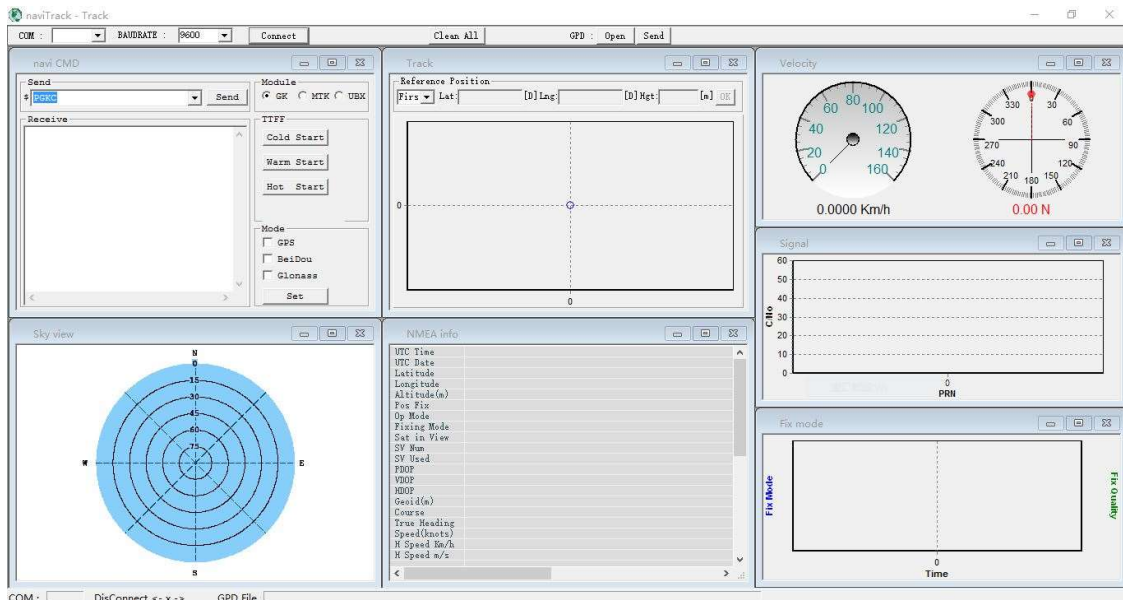 naviTrack - Track
COM : BAUDRATE : 9600 Connect Clean All GPD : Open Send
navi CMD
Send
$ PGKC Send
Module
GK MTK UBX
Receive
TTFF
Cold Start
Warm Start
Hot Start
Mode
GPS
BeiDou
Glonass
Set
Track
Reference Position
Firs Lat: [D] Lng: [D] Hgt: [m] OK
0
0
Velocity
0 20 40 60 80 100 120 140 160
0.0000 Km/h
330 30
300 60
270 90
240 120
210 180 150
0.00 N
Signal
60
50
40
30
20
10
0
C/No
0
PRN
Sky view
N
0
15
30
45
60
75
W E
S
NMEA info
UTC Time
UTC Date
Latitude
Longitude
Altitude(m)
Pos Fix
Op Mode
Fixing Mode
Sat in View
SV Num
SV Used
PDOP
VDOP
HDOP
Geoid(m)
Course
True Heading
Speed(knots)
H Speed Km/h
H Speed m/s
Fix mode
Fix Mode
Fix Quality
0
Time
COM : DisConnect <- x -> GPD File